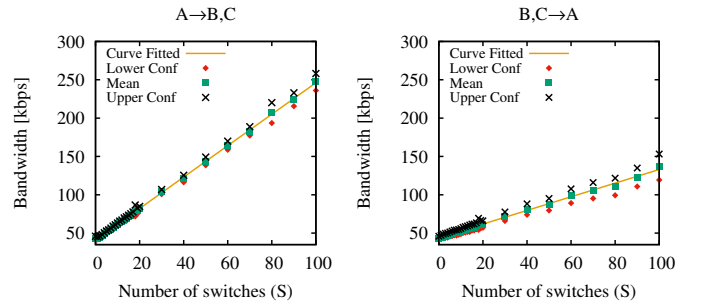 A→B,C
300
250
200
150
100
50
0 20 40 60 80 100
Bandwidth [kbps]
Number of switches (S)
Curve Fitted
Lower Conf
Mean
Upper Conf
B,C→A
300
250
200
150
100
50
0 20 40 60 80 100
Bandwidth [kbps]
Number of switches (S)
Curve Fitted
Lower Conf
Mean
Upper Conf